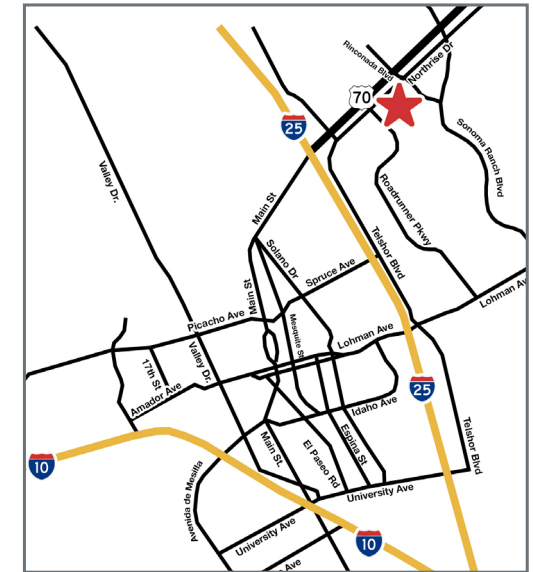 Rinconada Blvd
Northrise Dr
70
25
Sonoma Ranch Blvd
Valley Dr.
Roadrunner Pkwy
Main St
Telshor Blvd
Solano Dr
Spruce Ave
Main St
Lohman Av
Picacho Ave
Mesquite St
Lohman Ave
Valley Dr.
17th St
25
Amador Ave
Idaho Ave
Main St.
Espina St
Telshor Blvd
El Paseo Rd
10
Avenida de Mesilla
University Ave
University Ave
10
Ave